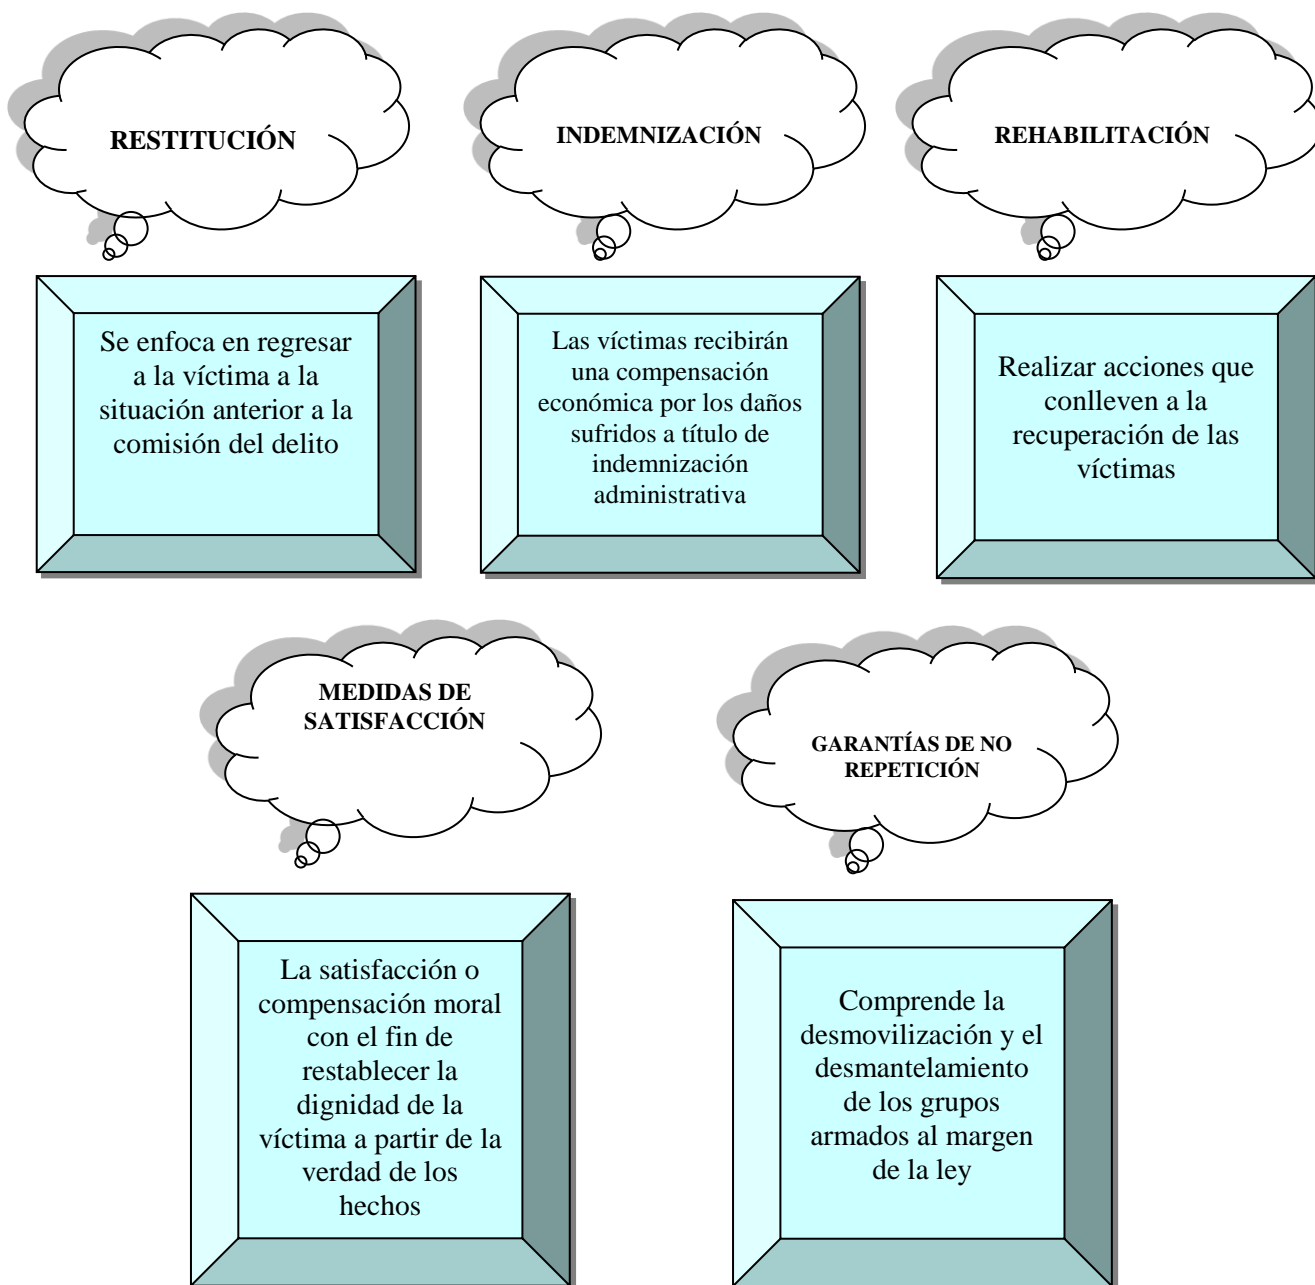 RESTITUCIÓN
INDEMNIZACIÓN
REHABILITACIÓN
Se enfoca en regresar
a la víctima a la
situación anterior a la
comisión del delito
Las víctimas recibirán
una compensación
económica por los daños
sufridos a título de
indemnización
administrativa
Realizar acciones que
conlleven a la
recuperación de las
víctimas
MEDIDAS DE
SATISFACCIÓN
GARANTÍAS DE NO
REPETICIÓN
La satisfacción o
compensación moral
con el fin de
restablecer la
dignidad de la
víctima a partir de la
verdad de los
hechos
Comprende la
desmovilización y el
desmantelamiento
de los grupos
armados al margen
de la ley